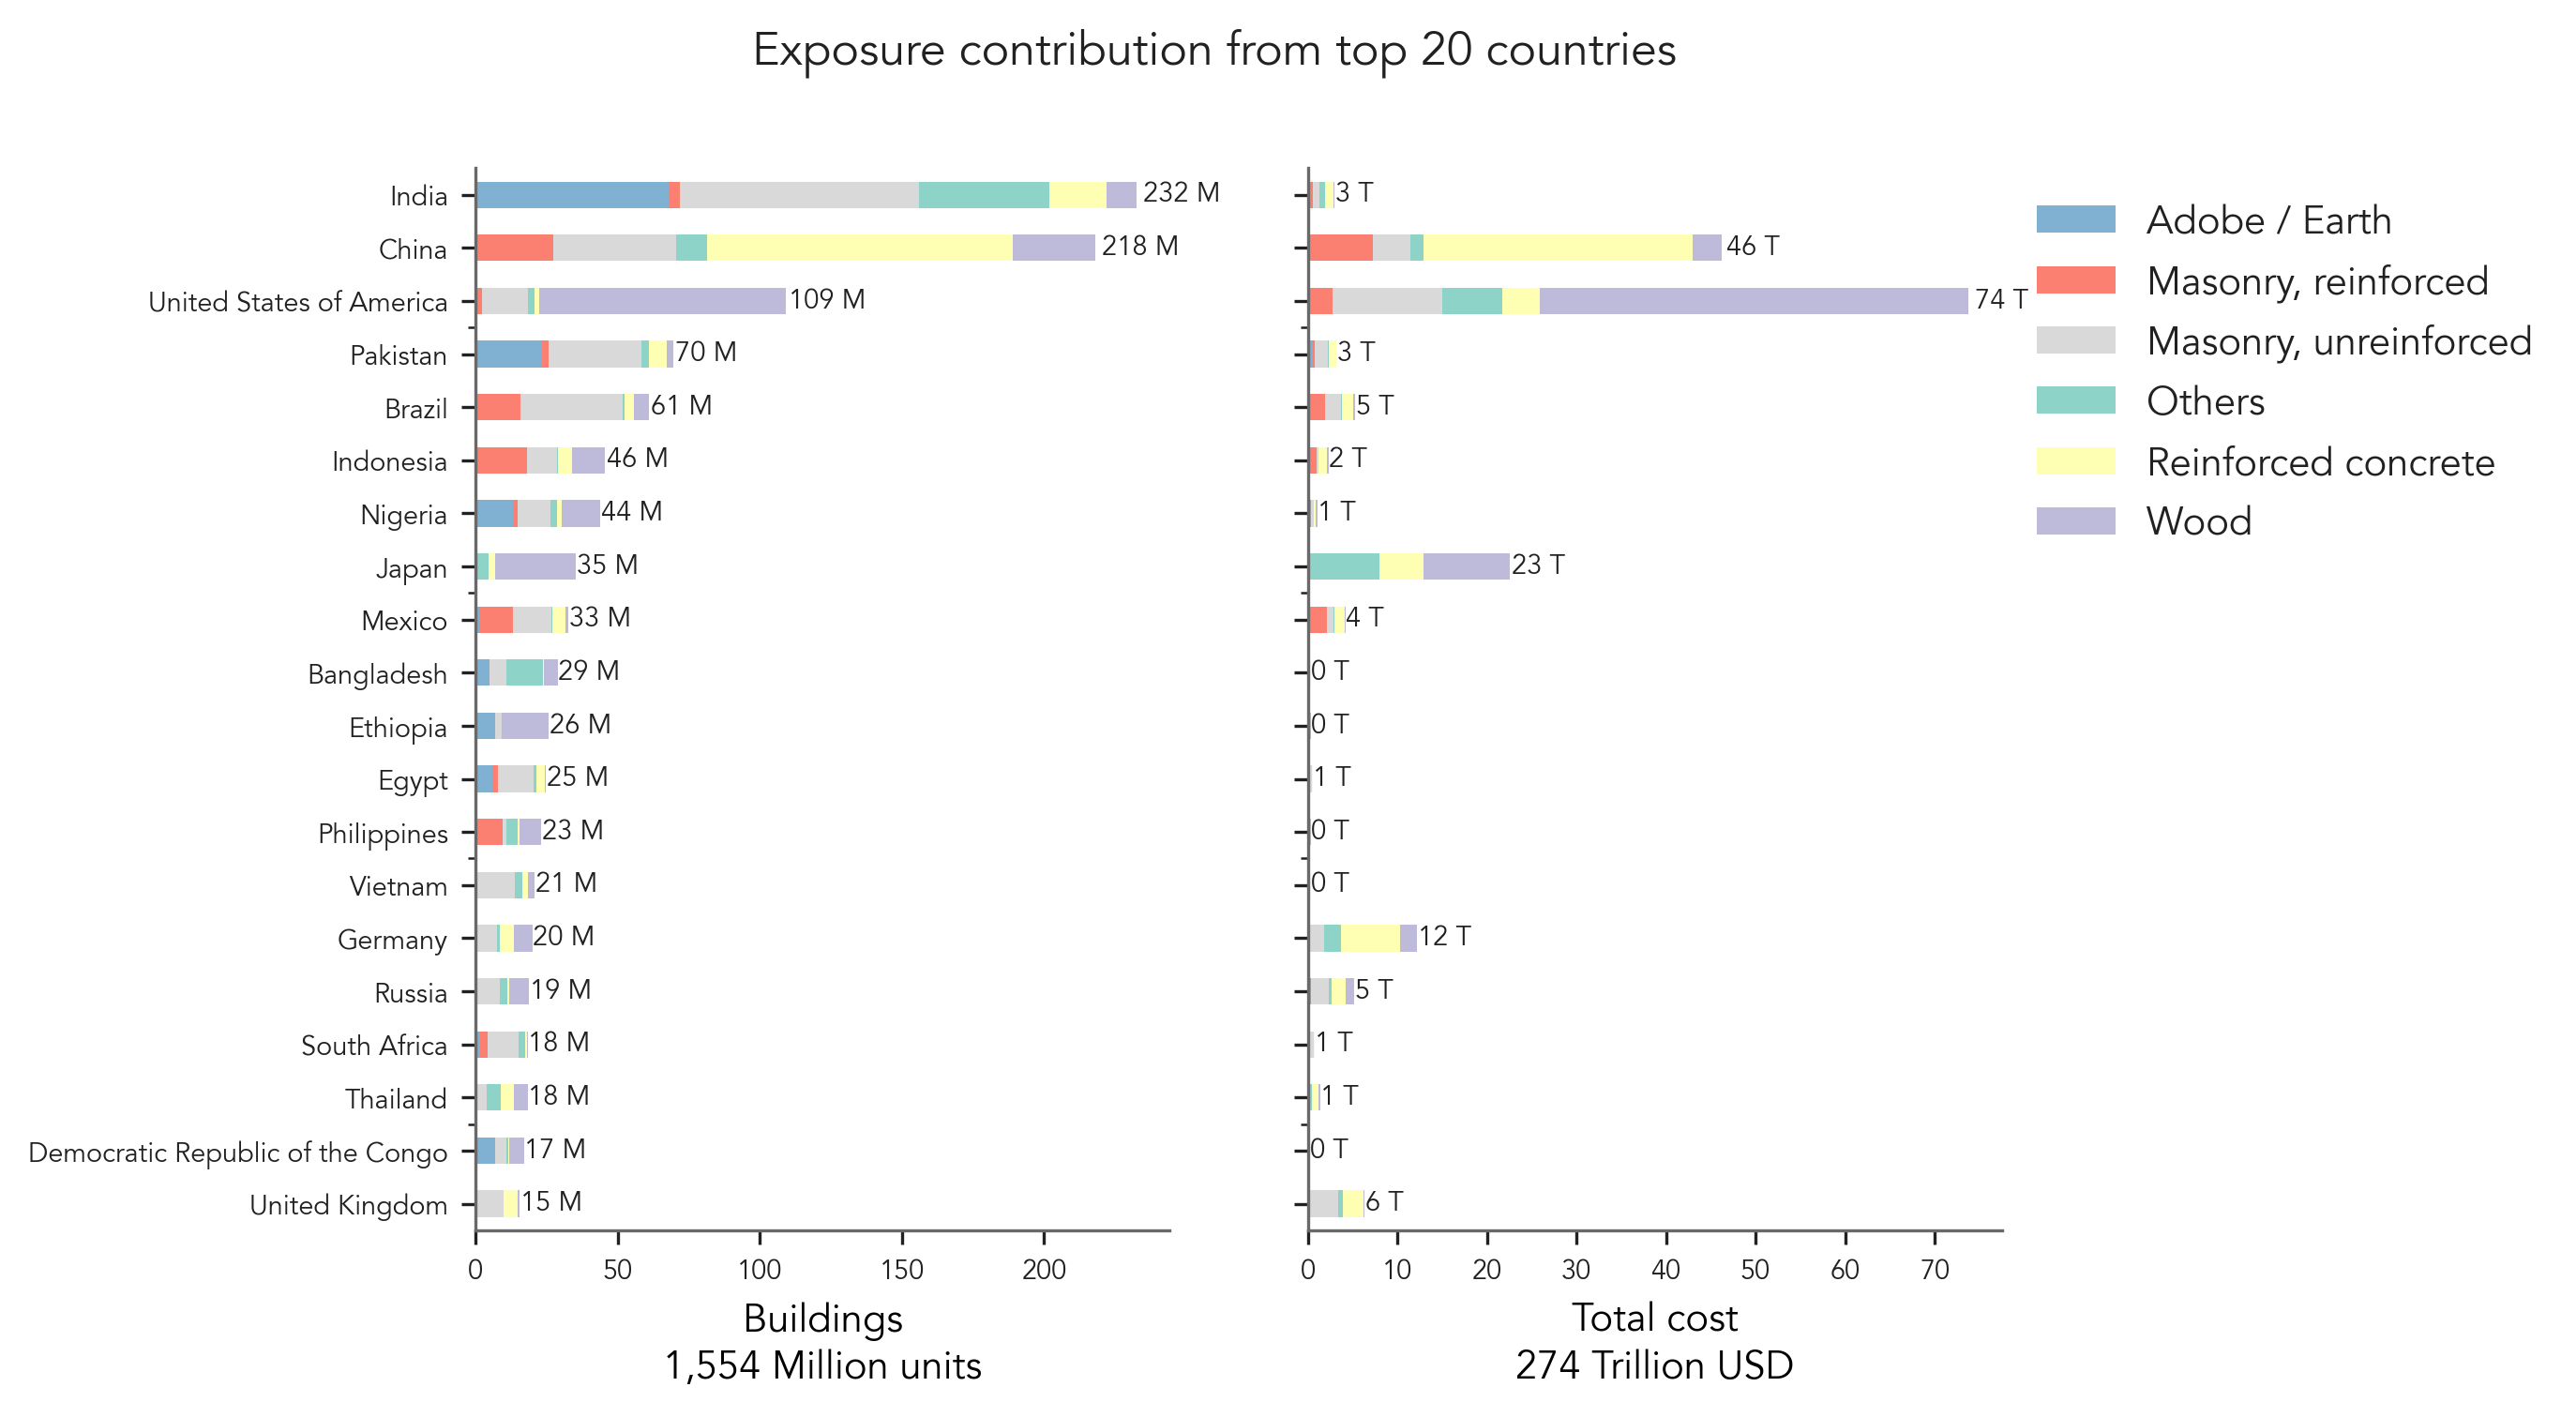 Exposure contribution from top 20 countries
India 232 M 3 T
China 218 M 46 T
United States of America 109 M 74 T
Pakistan 70 M 3 T
Brazil 61 M 5 T
Indonesia 46 M 2 T
Nigeria 44 M 1 T
Japan 35 M 23 T
Mexico 33 M 4 T
Bangladesh 29 M 0 T
Ethiopia 26 M 0 T
Egypt 25 M 1 T
Philippines 23 M 0 T
Vietnam 21 M 0 T
Germany 20 M 12 T
Russia 19 M 5 T
South Africa 18 M 1 T
Thailand 18 M 1 T
Democratic Republic of the Congo 17 M 0 T
United Kingdom 15 M 6 T
0 50 100 150 200
Buildings
1,554 Million units
0 10 20 30 40 50 60 70
Total cost
274 Trillion USD
Adobe / Earth
Masonry, reinforced
Masonry, unreinforced
Others
Reinforced concrete
Wood